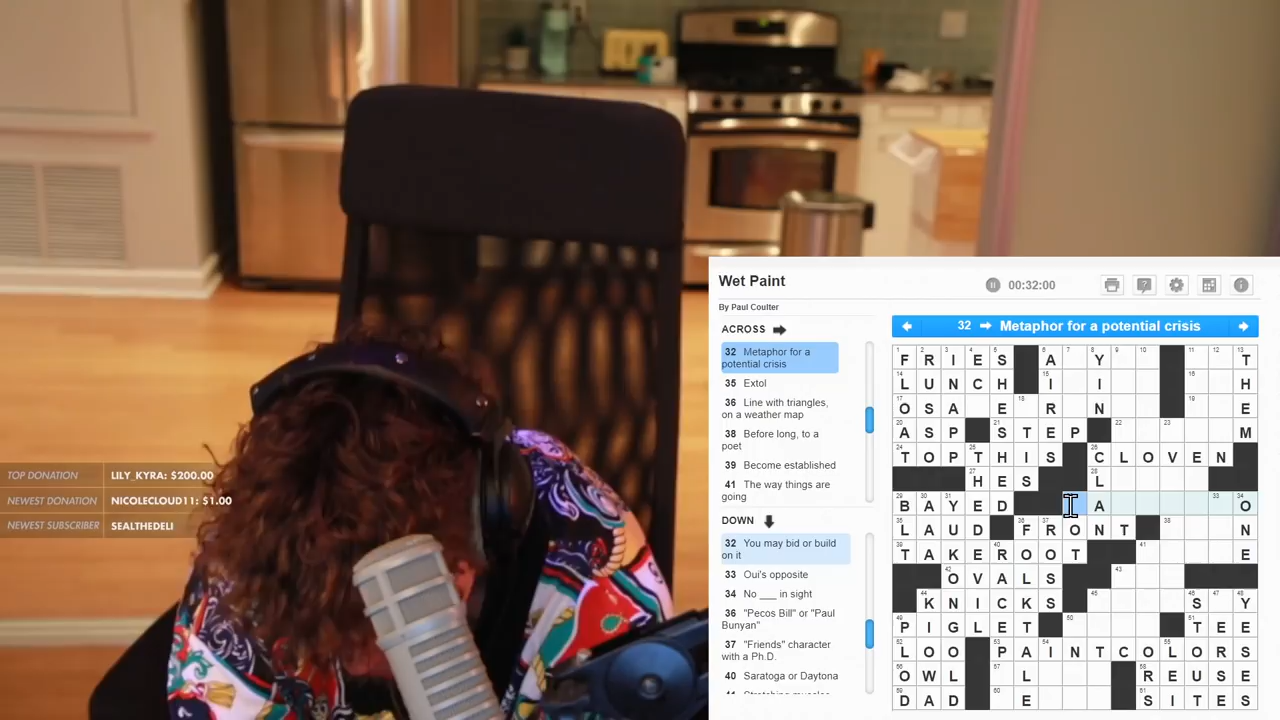 Wet Paint
00:32:00
By Paul Coulter
ACROSS
32 Metaphor for a potential crisis
32 Metaphor for a
potential crisis
35 Extol
36 Line with triangles,
on a weather map
38 Before long, to a
poet
39 Become established
41 The way things are
going
DOWN
32 You may bid or build
on it
33 Oui's opposite
34 No ___ in sight
36 "Pecos Bill" or "Paul
Bunyan"
37 "Friends" character
with a Ph.D.
40 Saratoga or Daytona
F R I E S A Y T
L U N C H I I H
O S A E R N E
A S P S T E P M
T O P T H I S C L O V E N
H E S L
B A Y E D A O
L A U D F R O N T N
T A K E R O O T E
O V A L S
K N I C K S S Y
P I G L E T T E E
L O O P A I N T C O L O R S
O W L L R E U S E
D A D E S I T E S
TOP DONATION LILY_KYRA: $200.00
NEWEST DONATION NICOLECLOUD11: $1.00
NEWEST SUBSCRIBER SEALTHEDELI